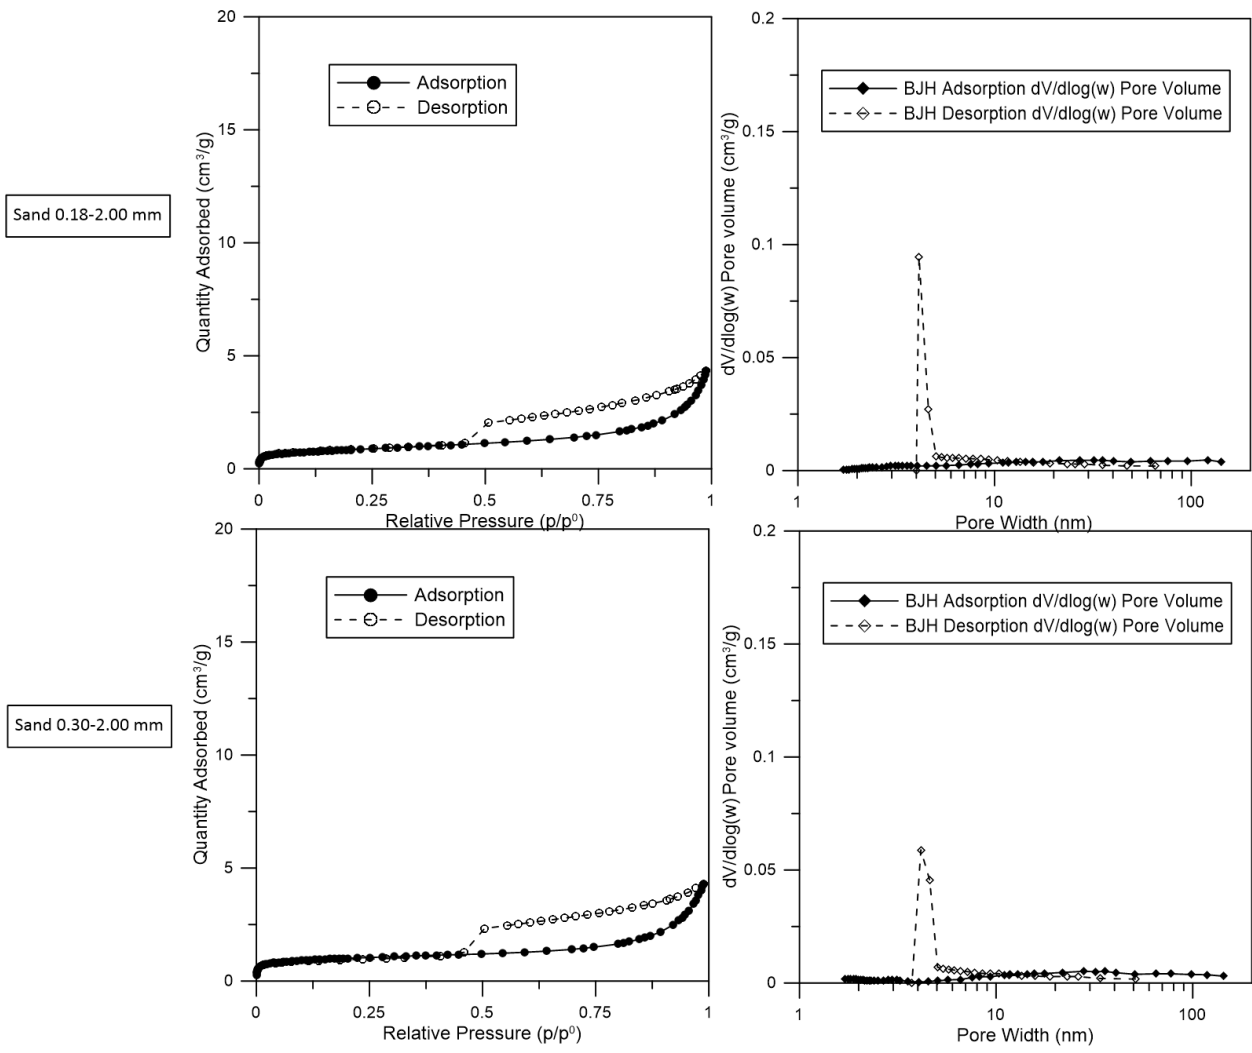 Sand 0.18-2.00 mm
Quantity Adsorbed (cm³/g)
20
15
10
5
0
Adsorption
Desorption
0 0.25 0.5 0.75 1
Relative Pressure (p/p⁰)
dV/dlog(w) Pore volume (cm³/g)
0.2
0.15
0.1
0.05
0
BJH Adsorption dV/dlog(w) Pore Volume
BJH Desorption dV/dlog(w) Pore Volume
1 10 100
Pore Width (nm)
Sand 0.30-2.00 mm
Quantity Adsorbed (cm³/g)
20
15
10
5
0
Adsorption
Desorption
0 0.25 0.5 0.75 1
Relative Pressure (p/p⁰)
dV/dlog(w) Pore volume (cm³/g)
0.2
0.15
0.1
0.05
0
BJH Adsorption dV/dlog(w) Pore Volume
BJH Desorption dV/dlog(w) Pore Volume
1 10 100
Pore Width (nm)